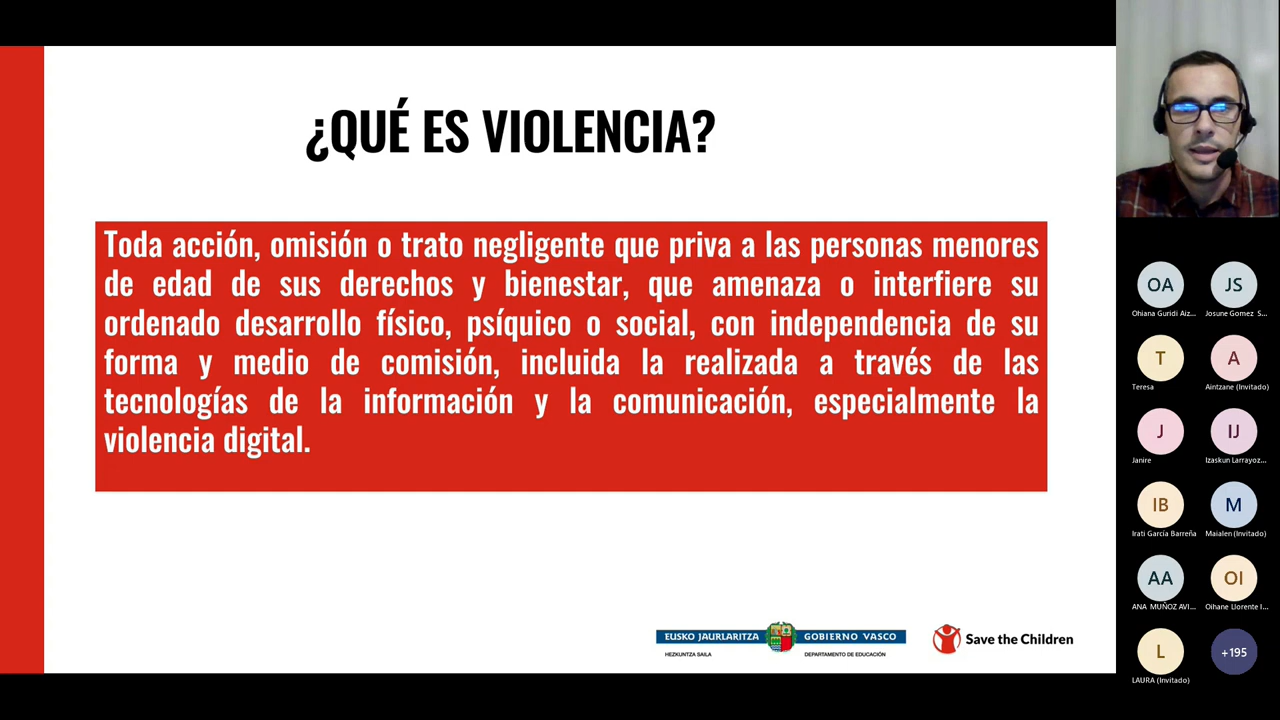 ¿QUÉ ES VIOLENCIA?
Toda acción, omisión o trato negligente que priva a las personas menores
de edad de sus derechos y bienestar, que amenaza o interfiere su
ordenado desarrollo físico, psíquico o social, con independencia de su
forma y medio de comisión, incluida la realizada a través de las
tecnologías de la información y la comunicación, especialmente la
violencia digital.
EUSKO JAURLARITZA
GOBIERNO VASCO
HEZKUNTZA SAILA
DEPARTAMENTO DE EDUCACIÓN
Save the Children
OA
JS
Ohiana Guridi Aiz...
Josune Gomez S...
T
A
Teresa
Aintzane (Invitado)
J
IJ
Janire
Izaskun Larrayoz...
IB
M
Irati García Barreña
Maialen (Invitado)
AA
OI
ANA MUÑOZ AVI...
Oihane Llorente I...
L
+195
LAURA (Invitado)